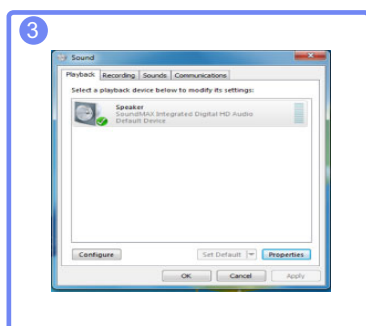 3
Sound
Playback Recording Sounds Communications
Select a playback device below to modify its settings:
Speaker
SoundMAX Integrated Digital HD Audio
Default Device
Configure Set Default Properties
OK Cancel Apply